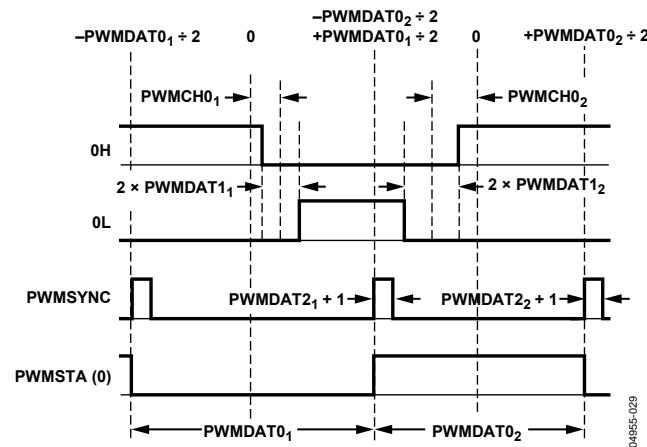 –PWMDAT0₁ ÷ 2
0
–PWMDAT0₂ ÷ 2
+PWMDAT0₁ ÷ 2
0
+PWMDAT0₂ ÷ 2
PWMCH0₁
PWMCH0₂
0H
2 × PWMDAT1₁
2 × PWMDAT1₂
0L
PWMSYNC
PWMDAT2₁ + 1
PWMDAT2₂ + 1
PWMSTA (0)
PWMDAT0₁
PWMDAT0₂
04955-029